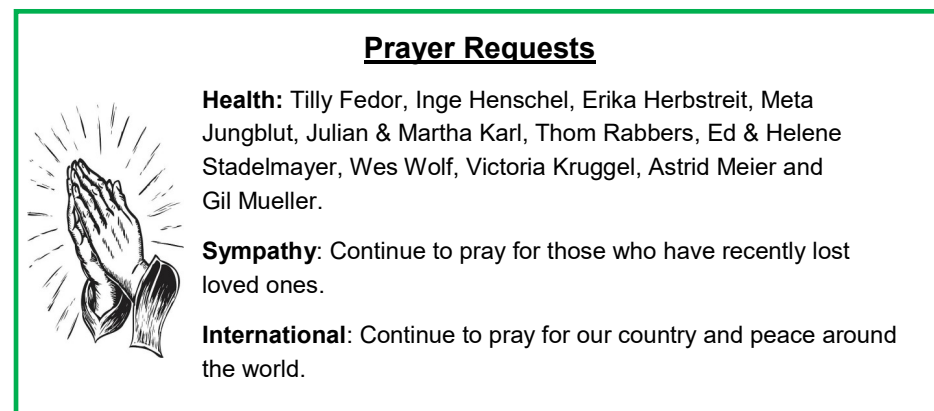 Prayer Requests
Health: Tilly Fedor, Inge Henschel, Erika Herbstreit, Meta
Jungblut, Julian & Martha Karl, Thom Rabbers, Ed & Helene
Stadelmayer, Wes Wolf, Victoria Kruggel, Astrid Meier and
Gil Mueller.
Sympathy: Continue to pray for those who have recently lost
loved ones.
International: Continue to pray for our country and peace around
the world.